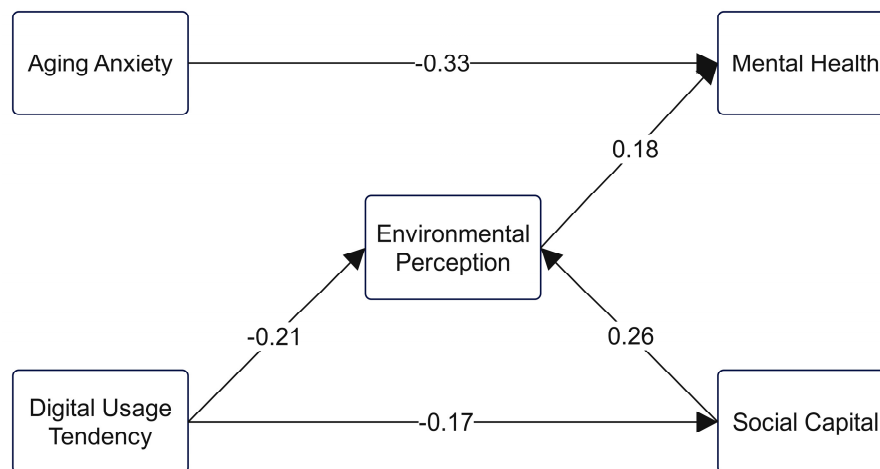 Aging Anxiety
-0.33
Mental Health
0.18
Environmental
Perception
-0.21
0.26
Digital Usage
Tendency
-0.17
Social Capital